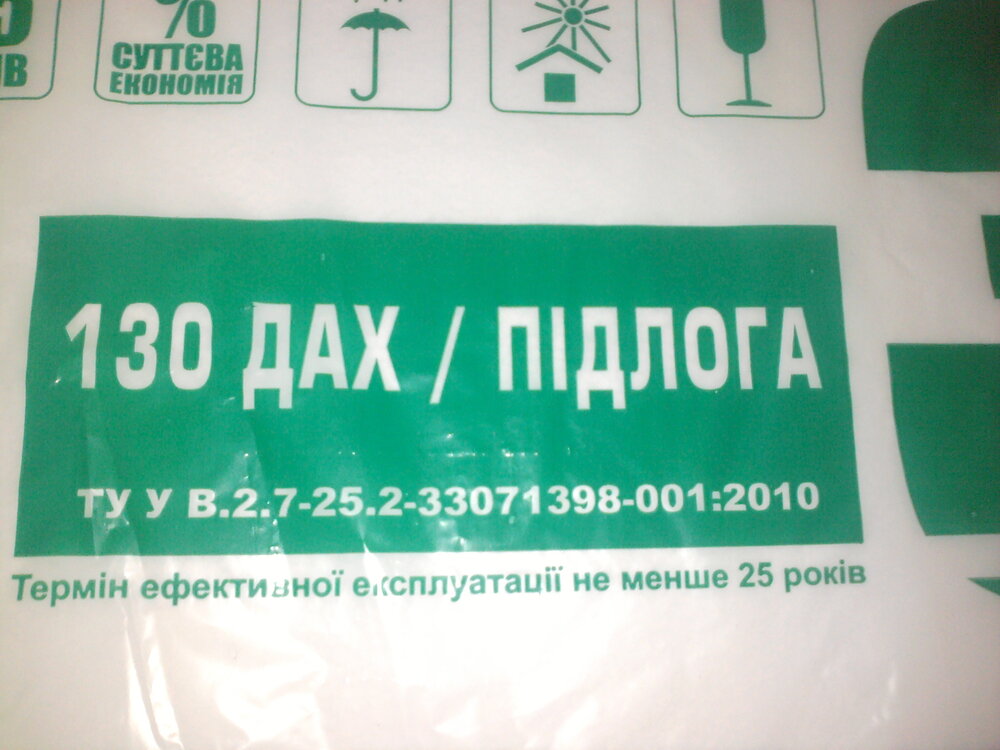 %
СУТТЄВА
ЕКОНОМІЯ
130 ДАХ / ПІДЛОГА
ТУ У В.2.7-25.2-33071398-001:2010
Термін ефективної експлуатації не менше 25 років